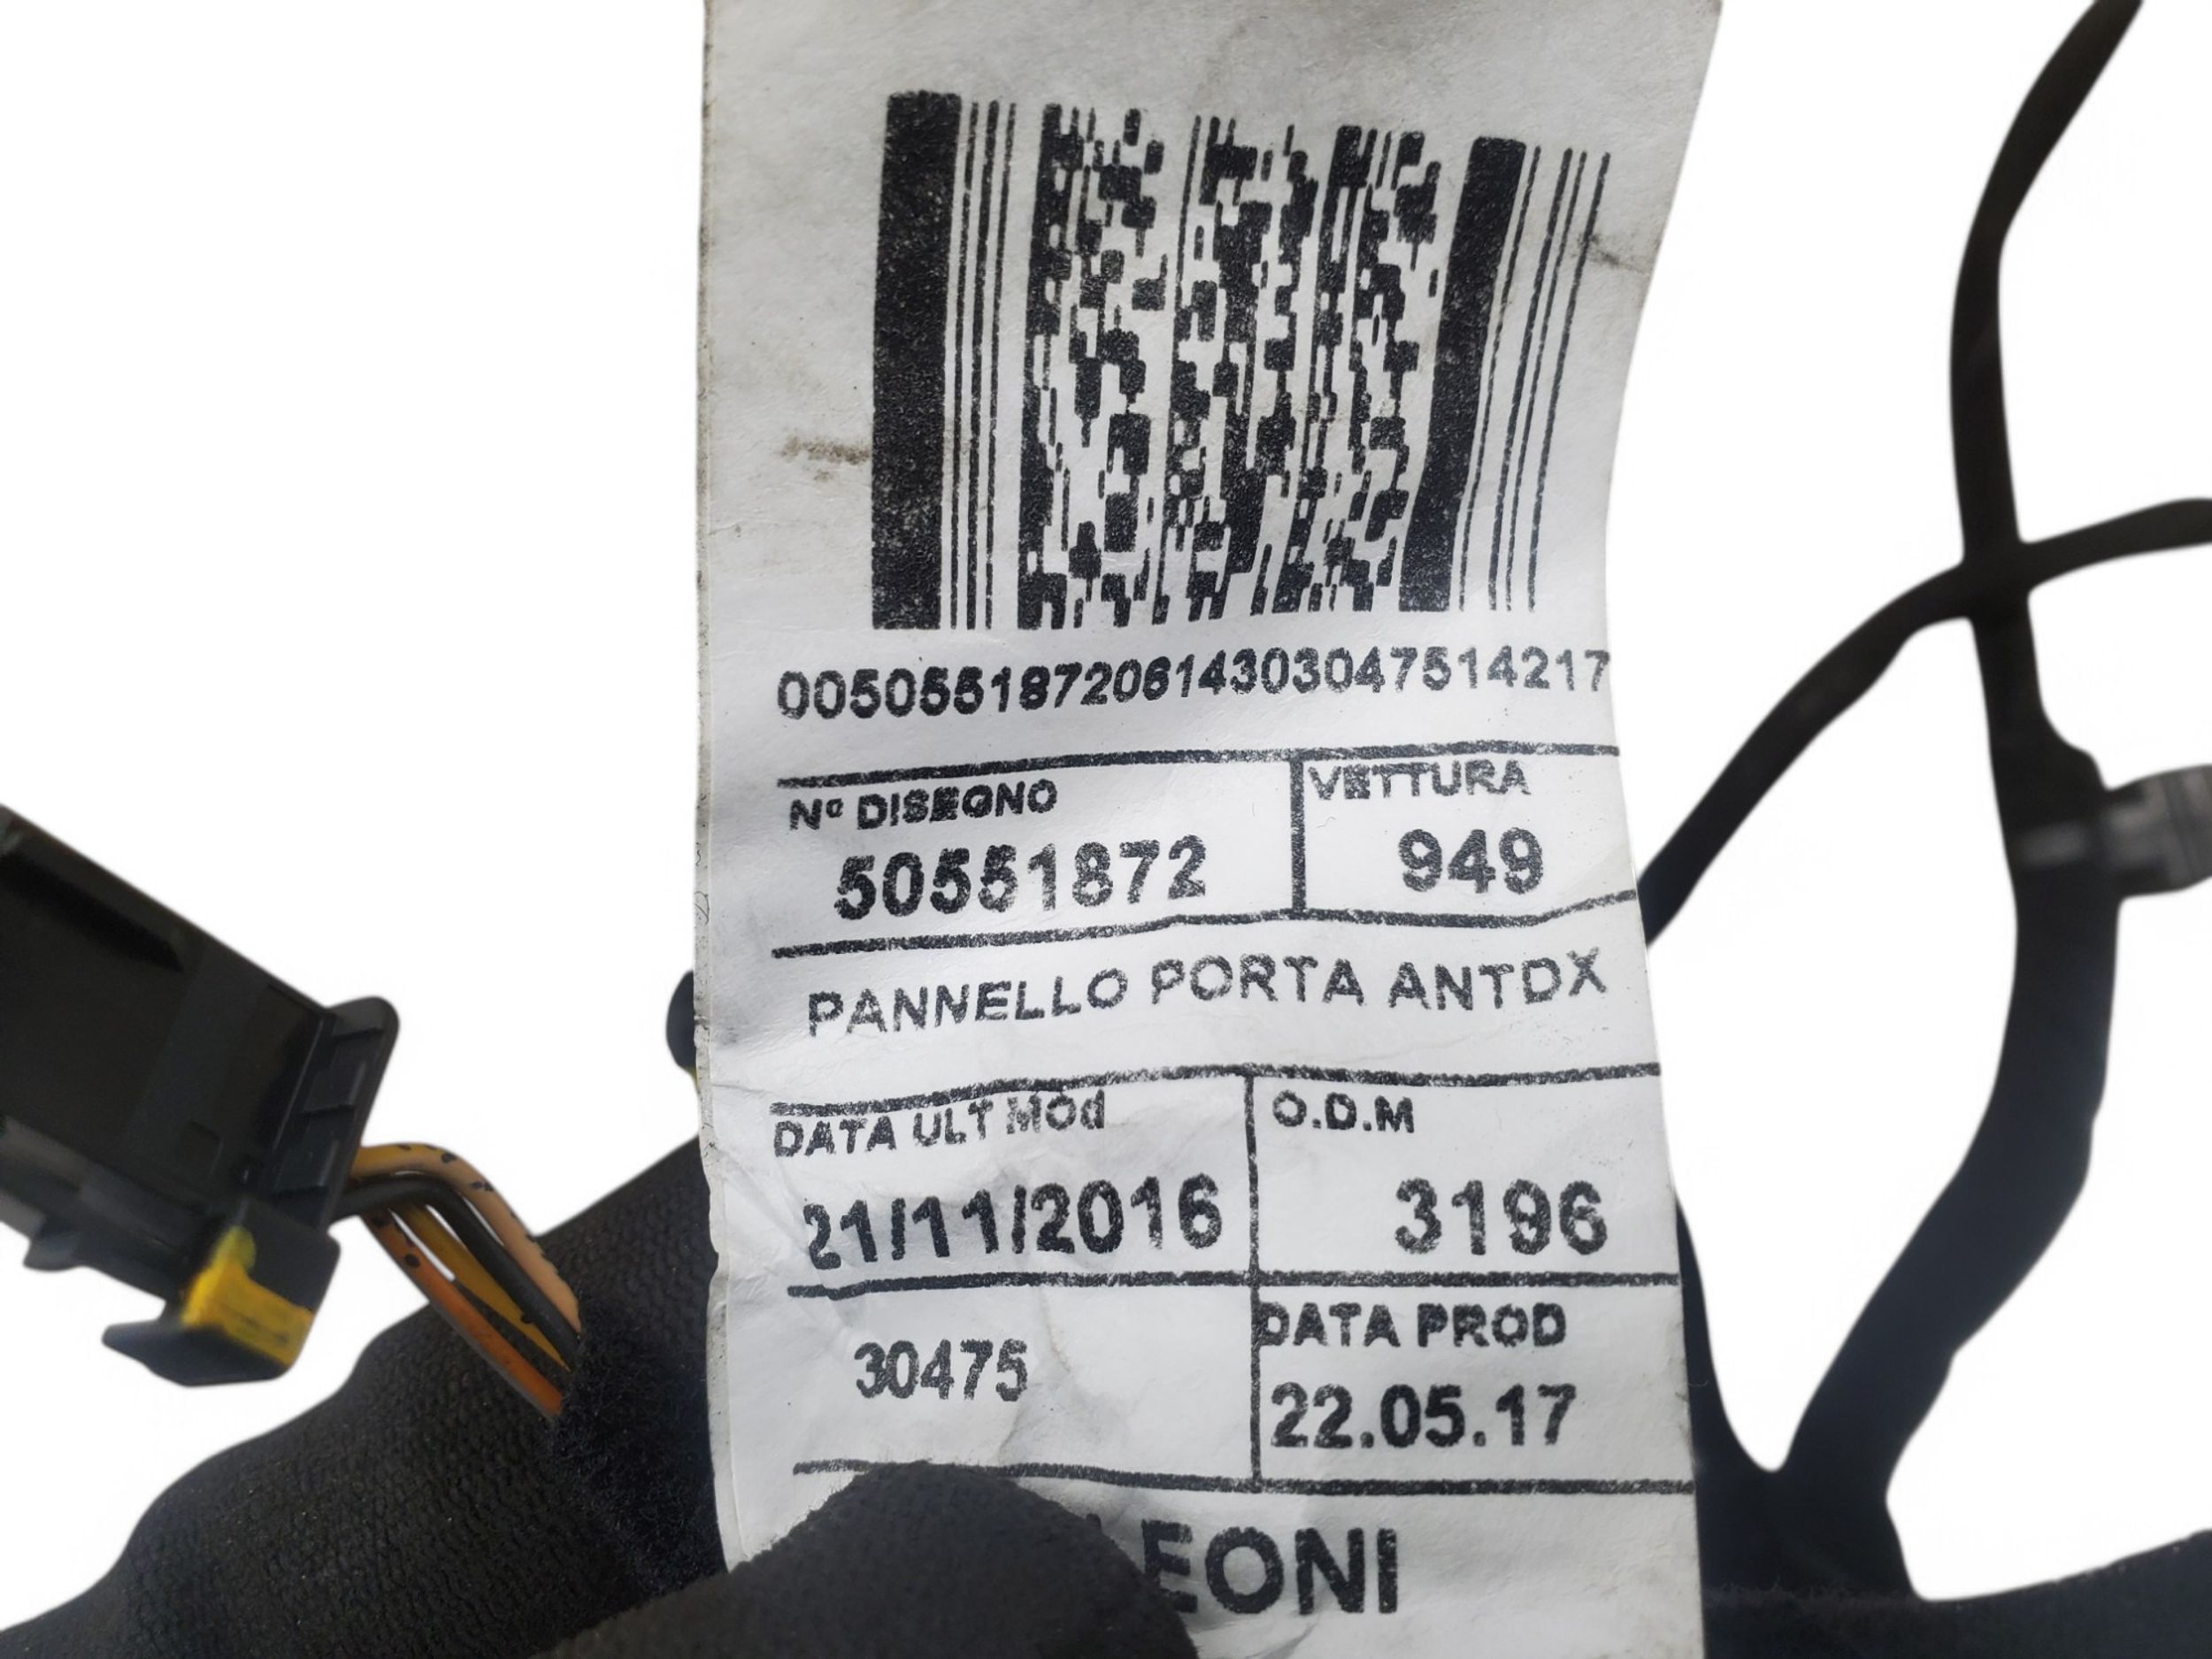 00505518720614303047514217
Nº DISEGNO
VETTURA
50551872
949
PANNELLO PORTA ANTDX
DATA ULT MOd
O.D.M
21/11/2016
3196
30475
DATA PROD
22.05.17
EONI